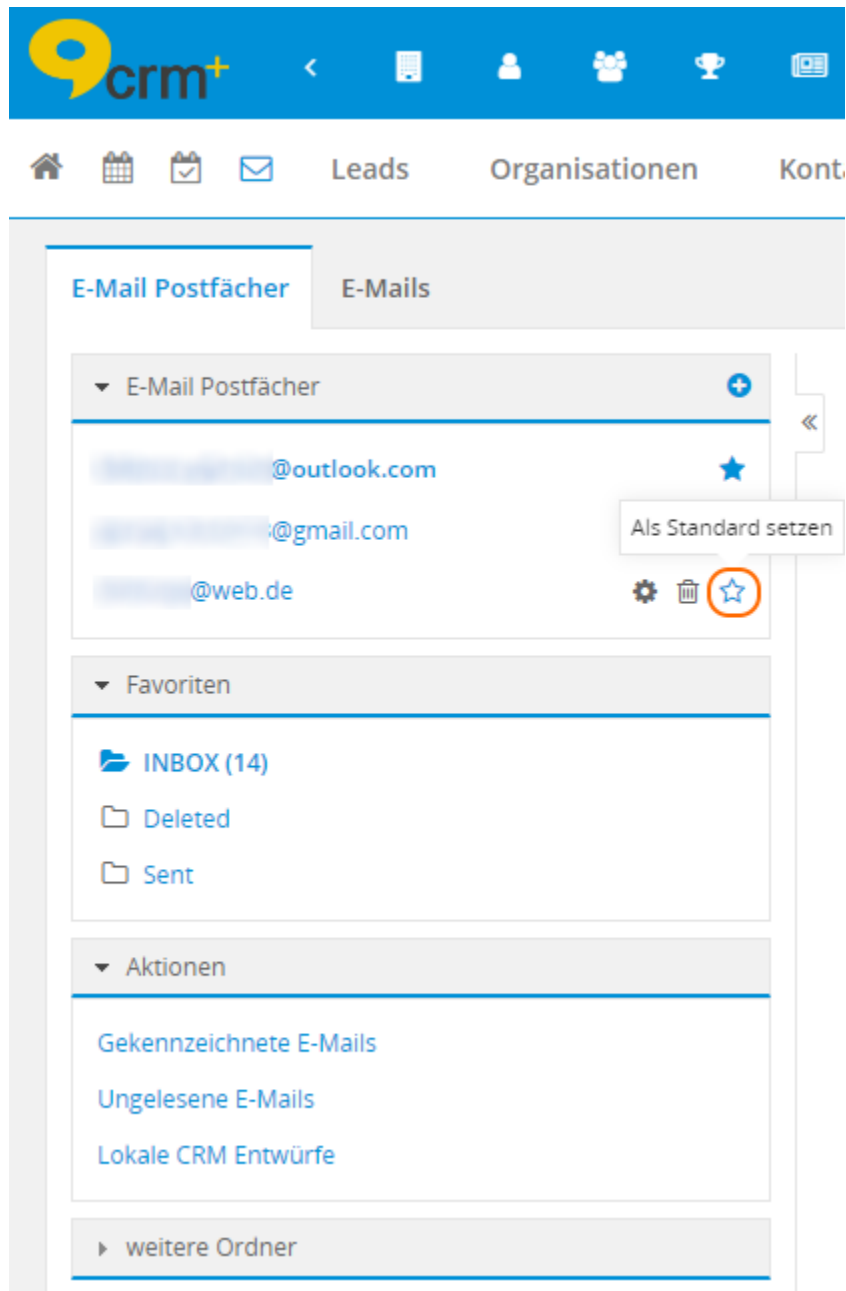 crm+
Leads Organisationen
E-Mail Postfächer E-Mails
E-Mail Postfächer
@outlook.com
@gmail.com
Als Standard setzen
@web.de
Favoriten
INBOX (14)
Deleted
Sent
Aktionen
Gekennzeichnete E-Mails
Ungelesene E-Mails
Lokale CRM Entwürfe
weitere Ordner